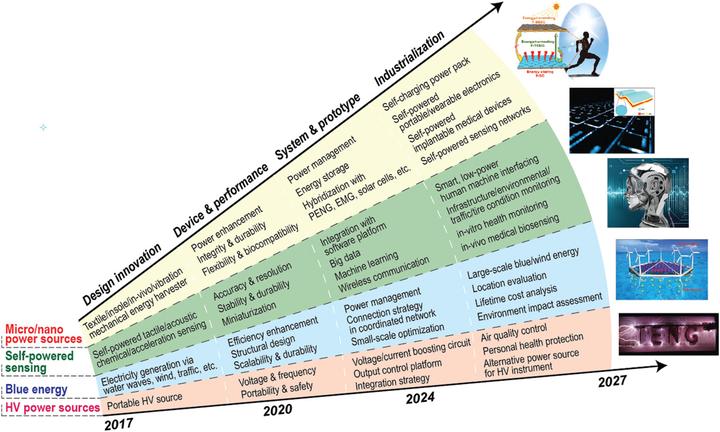 Design innovation
Device & performance
System & prototype
Industrialization
Micro/nano
power sources
Textile/insole/in-vivo/vibration
mechanical energy harvester
Power enhancement
Integrity & durability
Flexibility & biocompatibility
Power management
Energy storage
Hybridization with
PENG, EMG, solar cells, etc.
Self-charging power pack
Self-powered
portable/wearable electronics
Self-powered
implantable medical devices
Self-powered sensing networks
Self-powered
sensing
Self-powered tactile/acoustic
chemical/acceleration sensing
Accuracy & resolution
Stability & durability
Miniaturization
Integration with
software platform
Big data
Machine learning
Wireless communication
Smart, low-power
human machine interfacing
Infrastructure/environmental/
traffic/tire condition monitoring
in-vitro health monitoring
in-vivo medical biosensing
Blue energy
Electricity generation via
water waves, wind, traffic, etc.
Efficiency enhancement
Structural design
Scalability & durability
Power management
Connection strategy
in coordinated network
Small-scale optimization
Large-scale blue/wind energy
Location evaluation
Lifetime cost analysis
Environment impact assessment
HV power sources
Portable HV source
Voltage & frequency
Portability & safety
Voltage/current boosting circuit
Output control platform
Integration strategy
Air quality control
Personal health protection
Alternative power source
for HV instrument
2017
2020
2024
2027
TENG